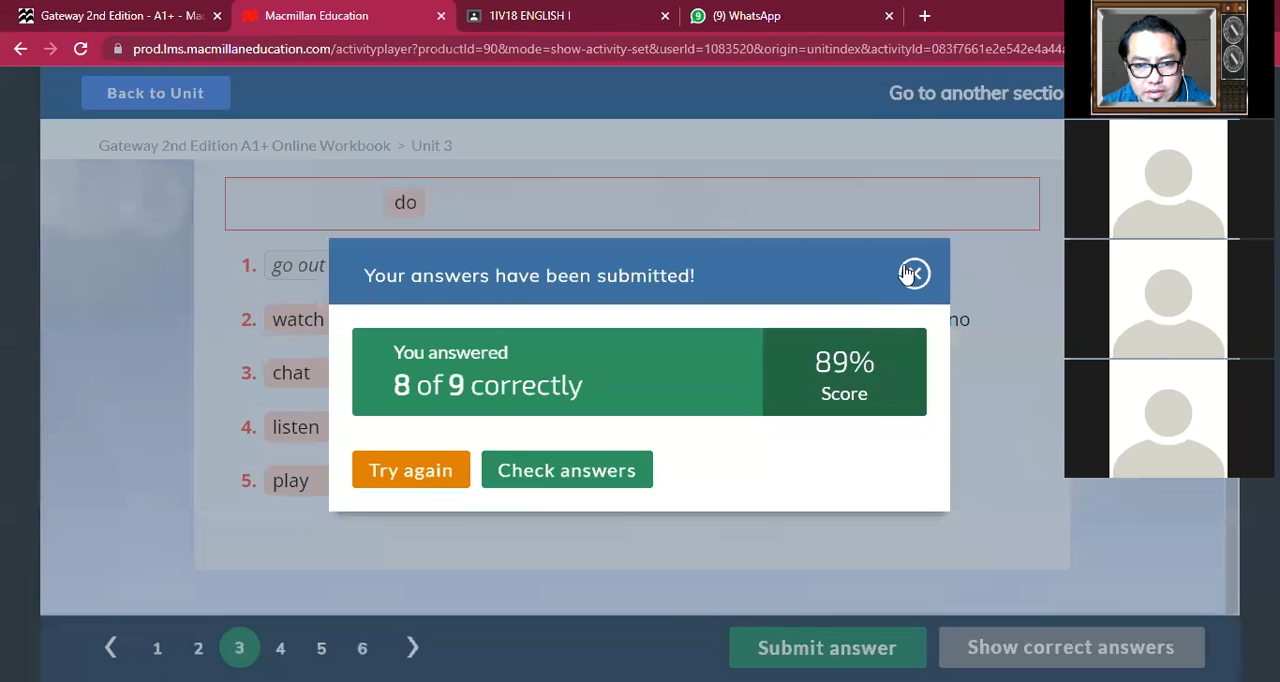 Gateway 2nd Edition - A1+ - Mac
Macmillan Education
1IV18 ENGLISH I
9
(9) WhatsApp
prod.lms.macmillaneducation.com/activityplayer?productId=90&mode=show-activity-set&userId=1083520&origin=unitindex&activityId=083f7661e2e542e4a44a
Back to Unit
Go to another sectio
Gateway 2nd Edition A1+ Online Workbook > Unit 3
do
1. go out
2. watch
no
3. chat
4. listen
5. play
Your answers have been submitted!
You answered
8 of 9 correctly
89%
Score
Try again
Check answers
1 2 3 4 5 6
Submit answer
Show correct answers